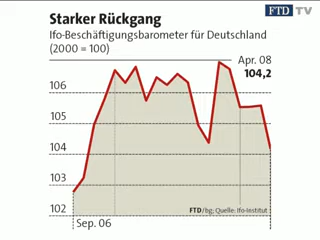 FTD TV
Starker Rückgang
Ifo-Beschäftigungsbarometer für Deutschland
(2000 = 100)
Apr. 08
104,2
106
105
104
103
102
Sep. 06
FTD/bg; Quelle: Ifo-Institut